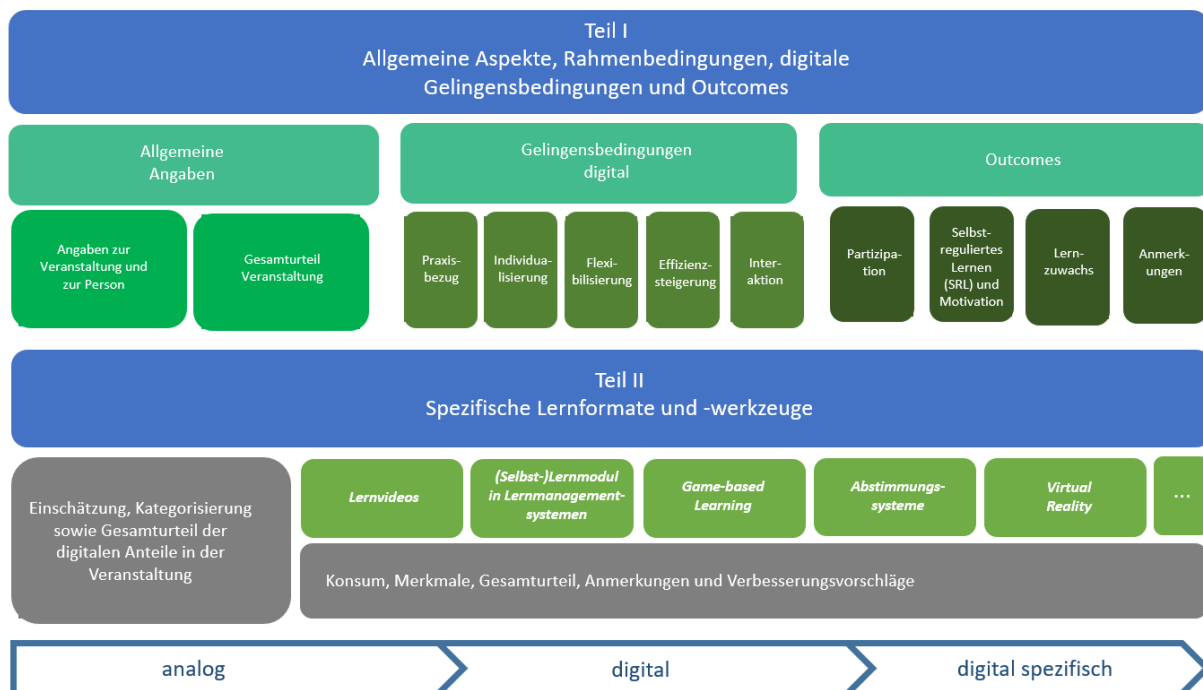 Teil I
Allgemeine Aspekte, Rahmenbedingungen, digitale
Gelingensbedingungen und Outcomes
Allgemeine
Angaben
Gelingensbedingungen
digital
Outcomes
Angaben zur
Veranstaltung und
zur Person
Gesamturteil
Veranstaltung
Praxis-
bezug
Individua-
lisierung
Flexi-
bilisierung
Effizienz-
steigerung
Inter-
aktion
Partizipa-
tion
Selbst-
reguliertes
Lernen
(SRL) und
Motivation
Lern-
zuwachs
Anmerk-
ungen
Teil II
Spezifische Lernformate und -werkzeuge
Einschätzung, Kategorisierung
sowie Gesamturteil der
digitalen Anteile in der
Veranstaltung
Lernvideos
(Selbst-)Lernmodul
in Lernmanagement-
systemen
Game-based
Learning
Abstimmungs-
systeme
Virtual
Reality
...
Konsum, Merkmale, Gesamturteil, Anmerkungen und Verbesserungsvorschläge
analog
digital
digital spezifisch